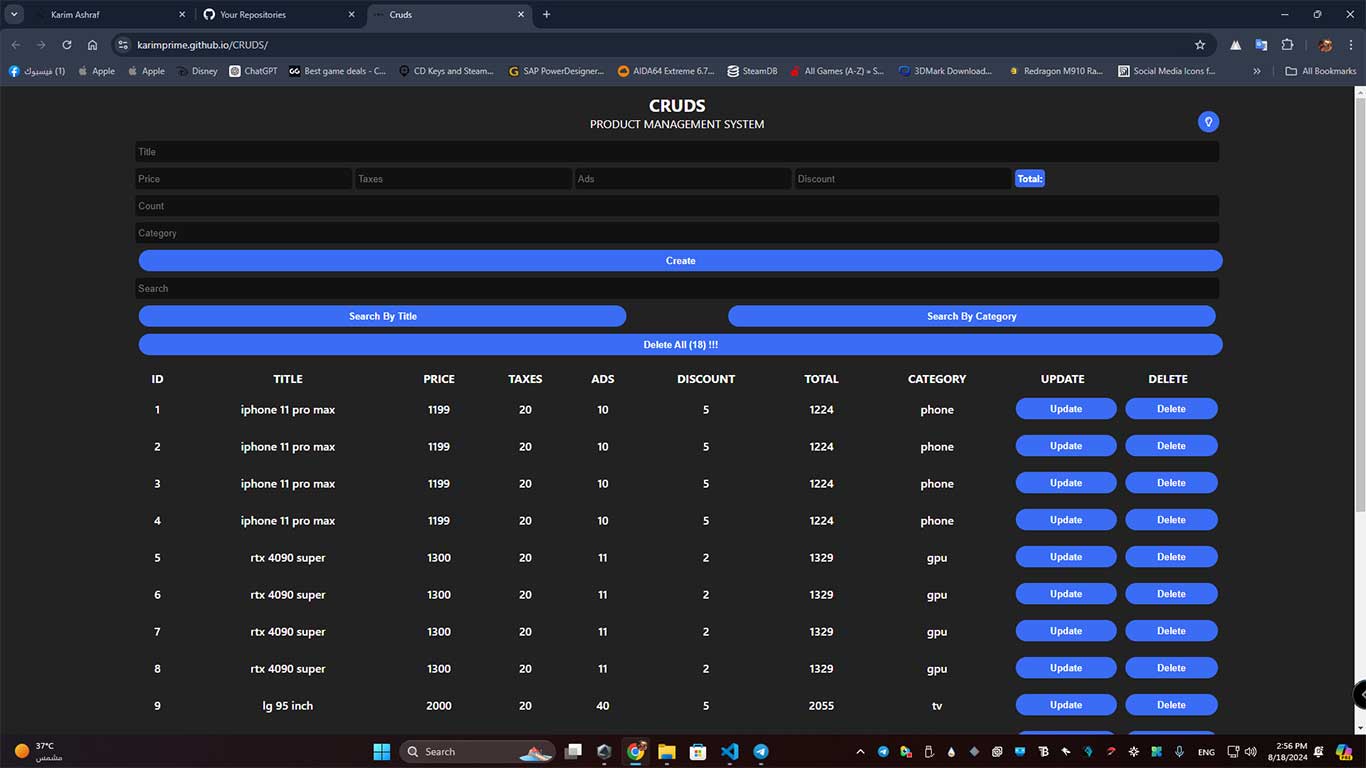 Karim Ashraf
Your Repositories
Cruds
karimprime.github.io/CRUDS/
(1) فيسبوك
Apple
Apple
Disney
ChatGPT
Best game deals - C...
CD Keys and Steam...
SAP PowerDesigner...
AIDA64 Extreme 6.7...
SteamDB
All Games (A-Z) » S...
3DMark Download...
Redragon M910 Ra...
Social Media Icons f...
All Bookmarks
CRUDS
PRODUCT MANAGEMENT SYSTEM
Title
Price Taxes Ads Discount Total:
Count
Category
Create
Search
Search By Title Search By Category
Delete All (18) !!!
ID TITLE PRICE TAXES ADS DISCOUNT TOTAL CATEGORY UPDATE DELETE
1 iphone 11 pro max 1199 20 10 5 1224 phone Update Delete
2 iphone 11 pro max 1199 20 10 5 1224 phone Update Delete
3 iphone 11 pro max 1199 20 10 5 1224 phone Update Delete
4 iphone 11 pro max 1199 20 10 5 1224 phone Update Delete
5 rtx 4090 super 1300 20 11 2 1329 gpu Update Delete
6 rtx 4090 super 1300 20 11 2 1329 gpu Update Delete
7 rtx 4090 super 1300 20 11 2 1329 gpu Update Delete
8 rtx 4090 super 1300 20 11 2 1329 gpu Update Delete
9 lg 95 inch 2000 20 40 5 2055 tv Update Delete
37°C
مشمس
Search
ENG
2:56 PM
8/18/2024